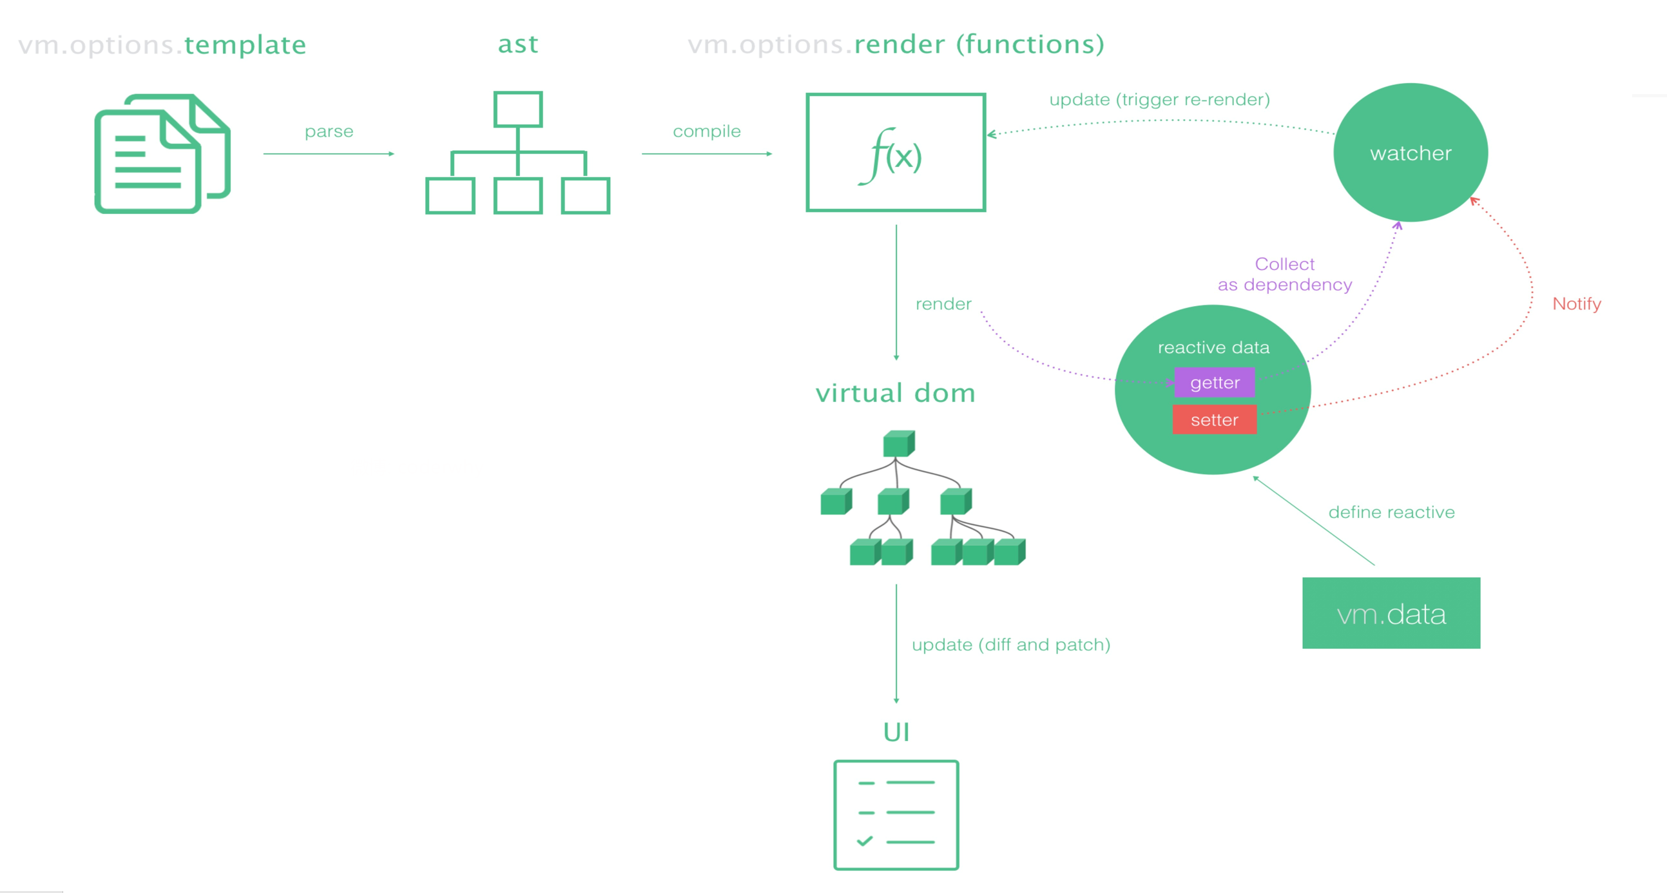 vm.options.template
ast
vm.options.render (functions)
parse
compile
f(x)
update (trigger re-render)
watcher
Collect
as dependency
render
Notify
reactive data
getter
setter
virtual dom
define reactive
vm.data
update (diff and patch)
UI